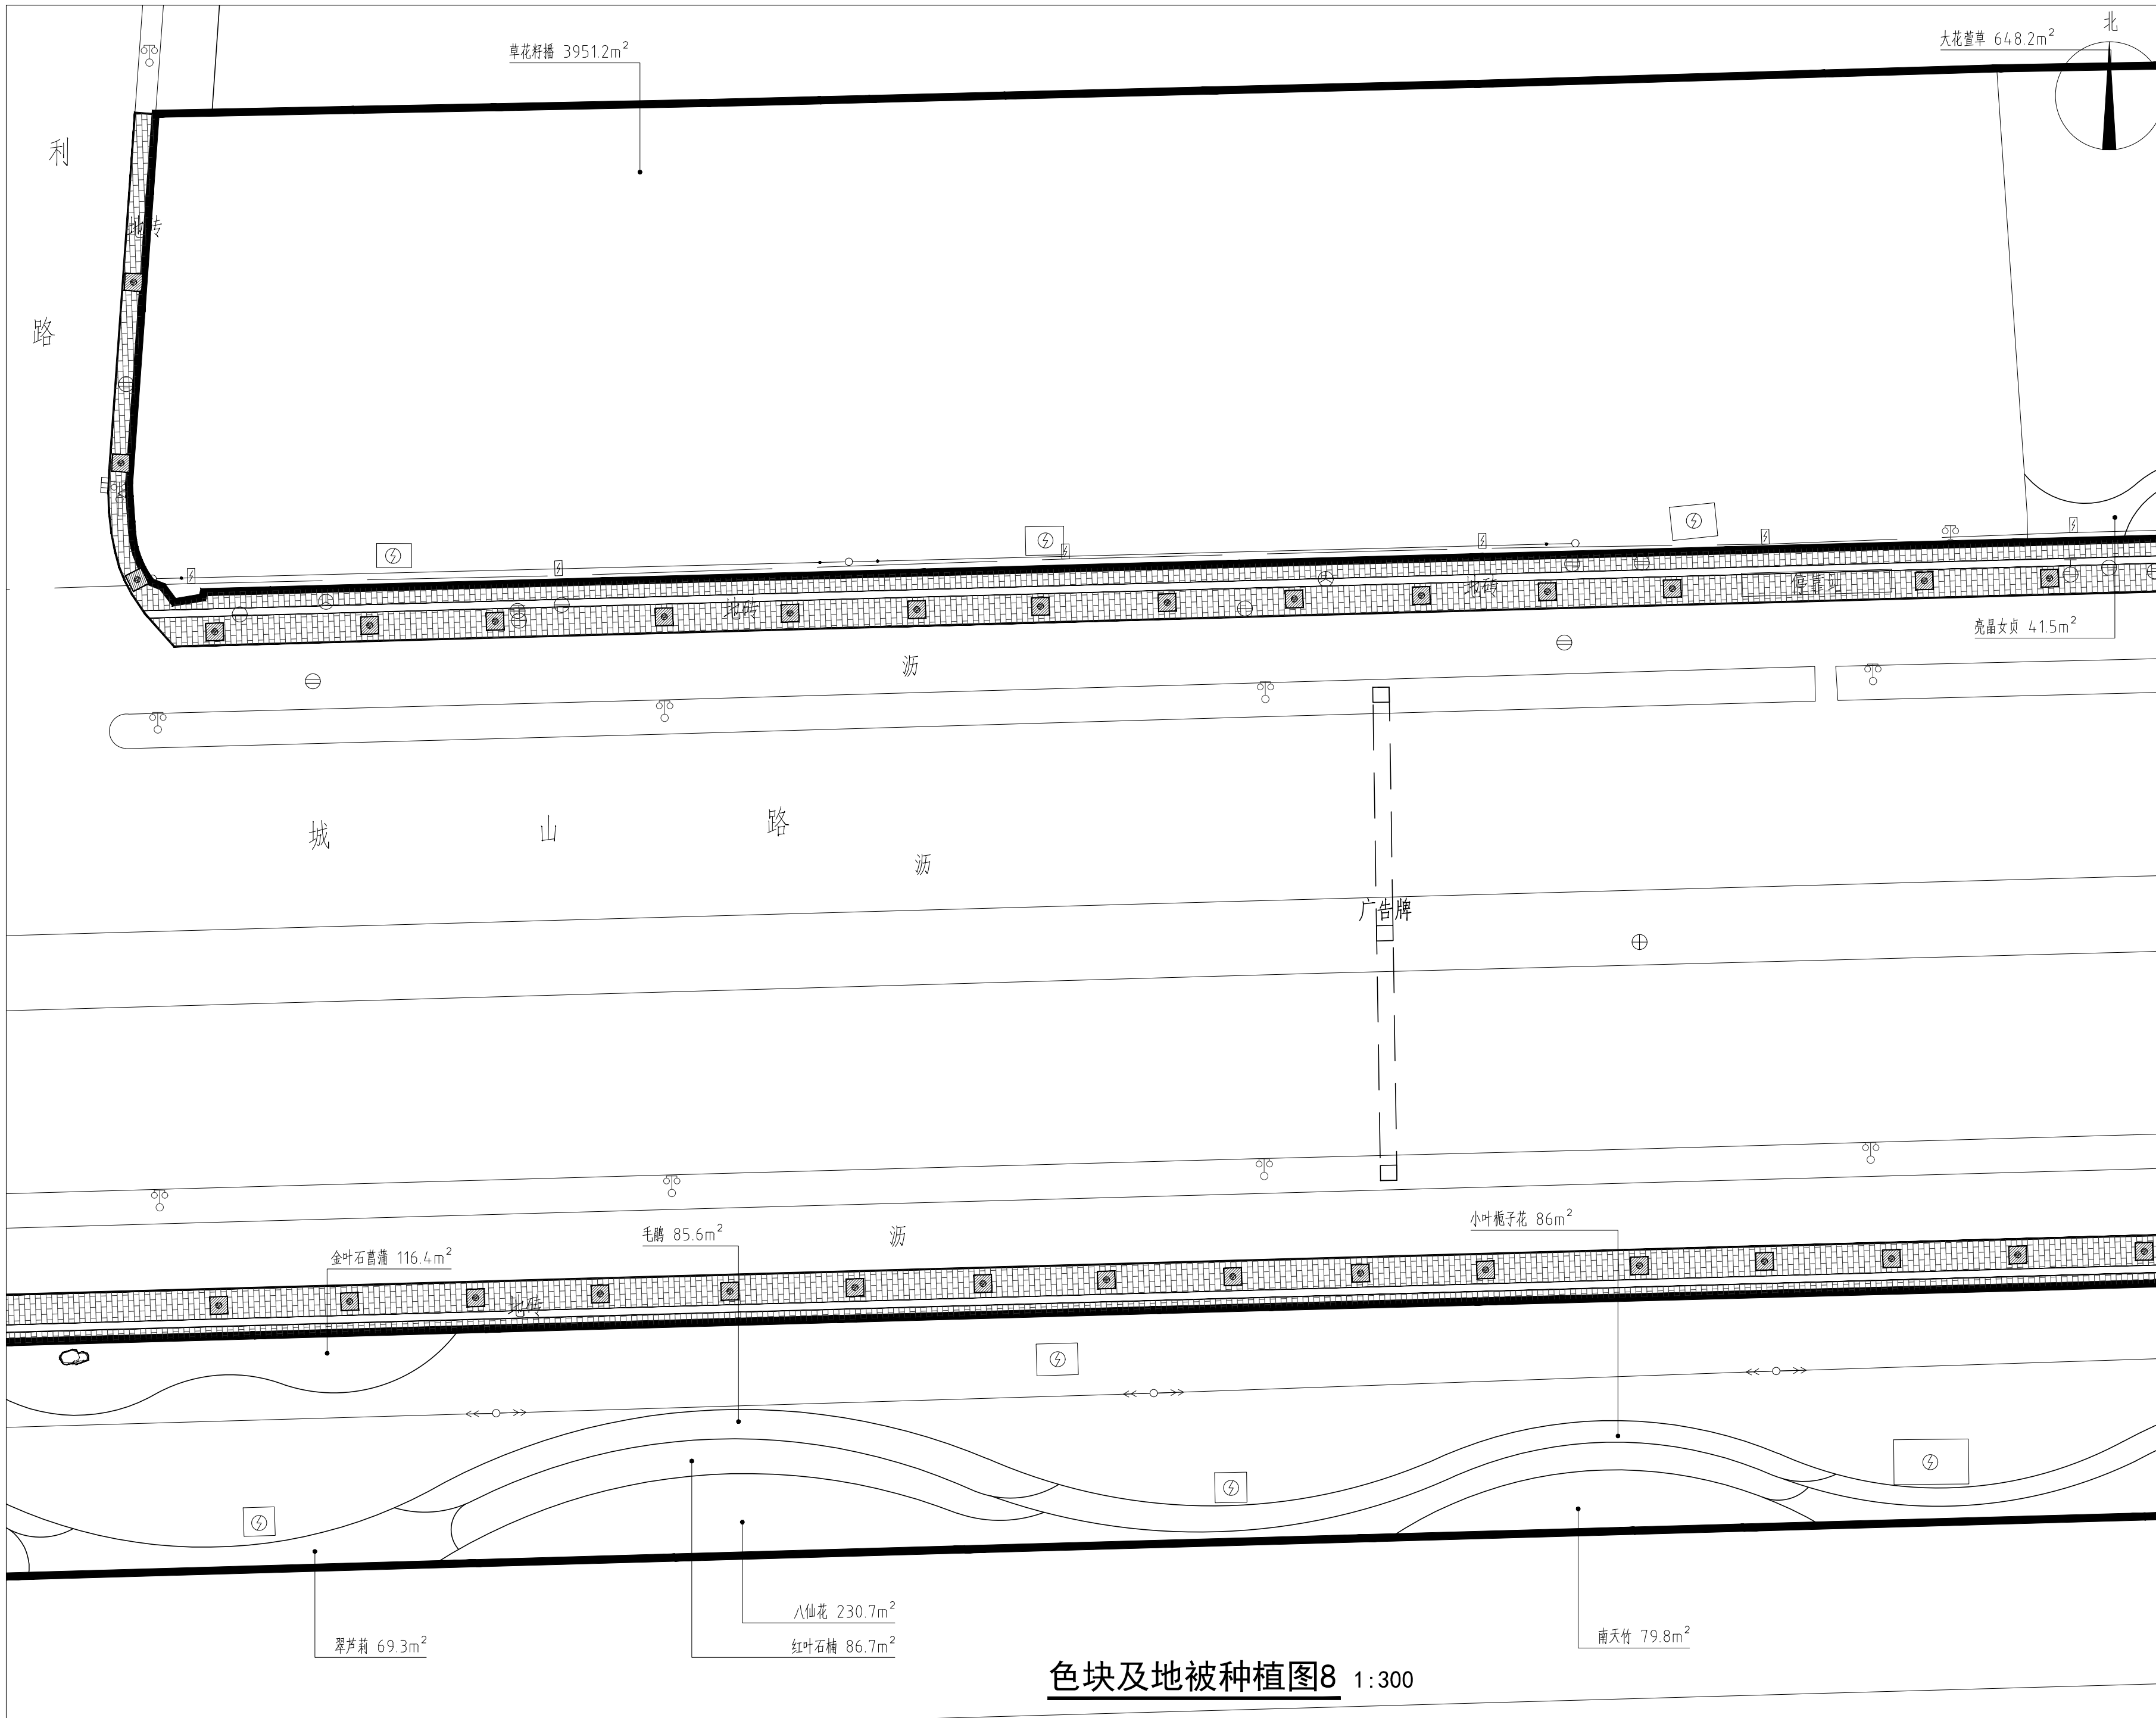 草花籽播 3951.2m²
大花萱草 648.2m²
北
利
路
地砖
地砖
地砖
停靠站
亮晶女贞 41.5m²
沥
城 山 路
沥
广告牌
沥
金叶石菖蒲 116.4m²
毛鹃 85.6m²
小叶栀子花 86m²
地砖
八仙花 230.7m²
翠芦莉 69.3m²
红叶石楠 86.7m²
南天竹 79.8m²
色块及地被种植图8 1:300